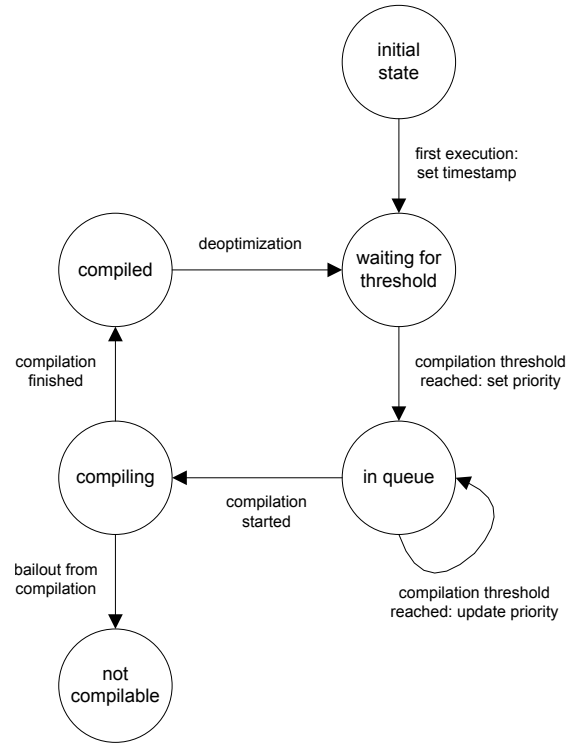 initial
state
first execution:
set timestamp
compiled
deoptimization
waiting for
threshold
compilation
finished
compilation threshold
reached: set priority
compiling
compilation
started
in queue
bailout from
compilation
compilation threshold
reached: update priority
not
compilable